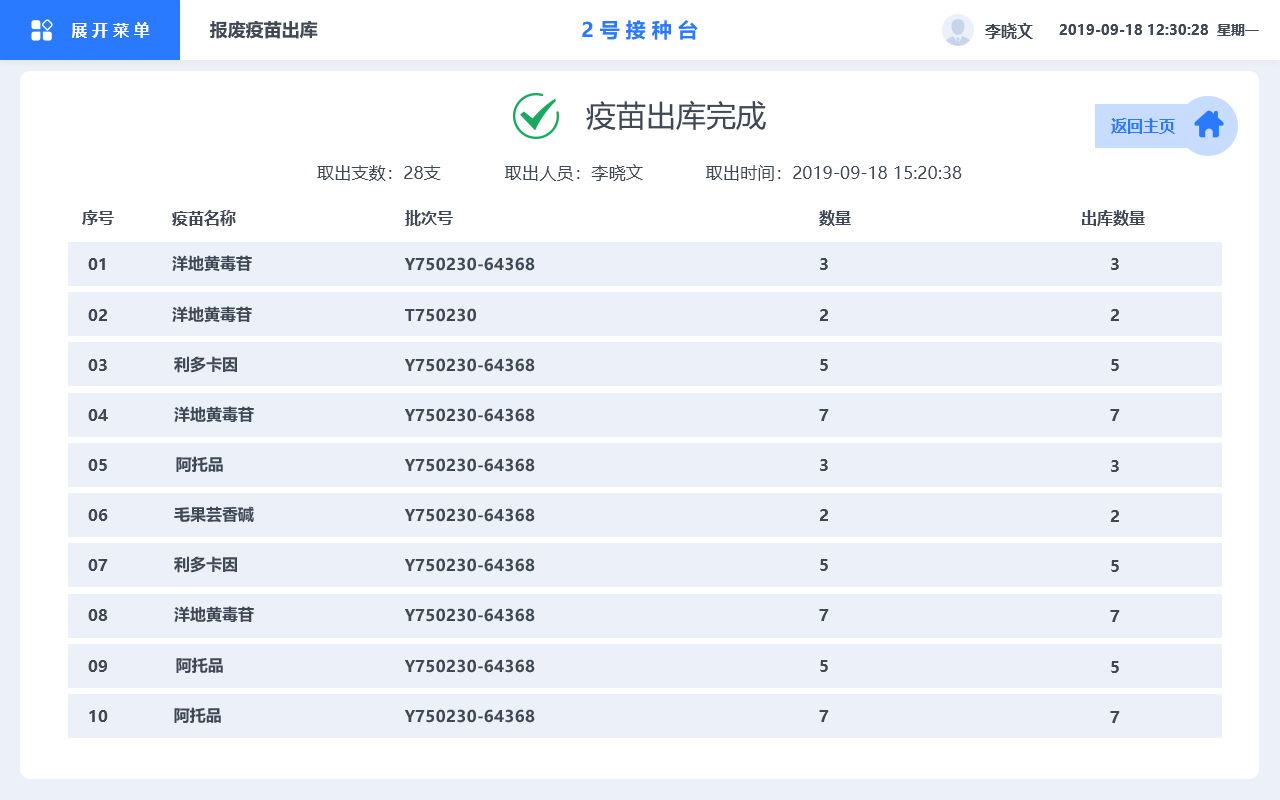 展开菜单 报废疫苗出库 2号接种台 李晓文 2019-09-18 12:30:28 星期一
疫苗出库完成
返回主页
取出支数：28支 取出人员：李晓文 取出时间：2019-09-18 15:20:38
序号 疫苗名称 批次号 数量 出库数量
01 洋地黄毒苷 Y750230-64368 3 3
02 洋地黄毒苷 T750230 2 2
03 利多卡因 Y750230-64368 5 5
04 洋地黄毒苷 Y750230-64368 7 7
05 阿托品 Y750230-64368 3 3
06 毛果芸香碱 Y750230-64368 2 2
07 利多卡因 Y750230-64368 5 5
08 洋地黄毒苷 Y750230-64368 7 7
09 阿托品 Y750230-64368 5 5
10 阿托品 Y750230-64368 7 7